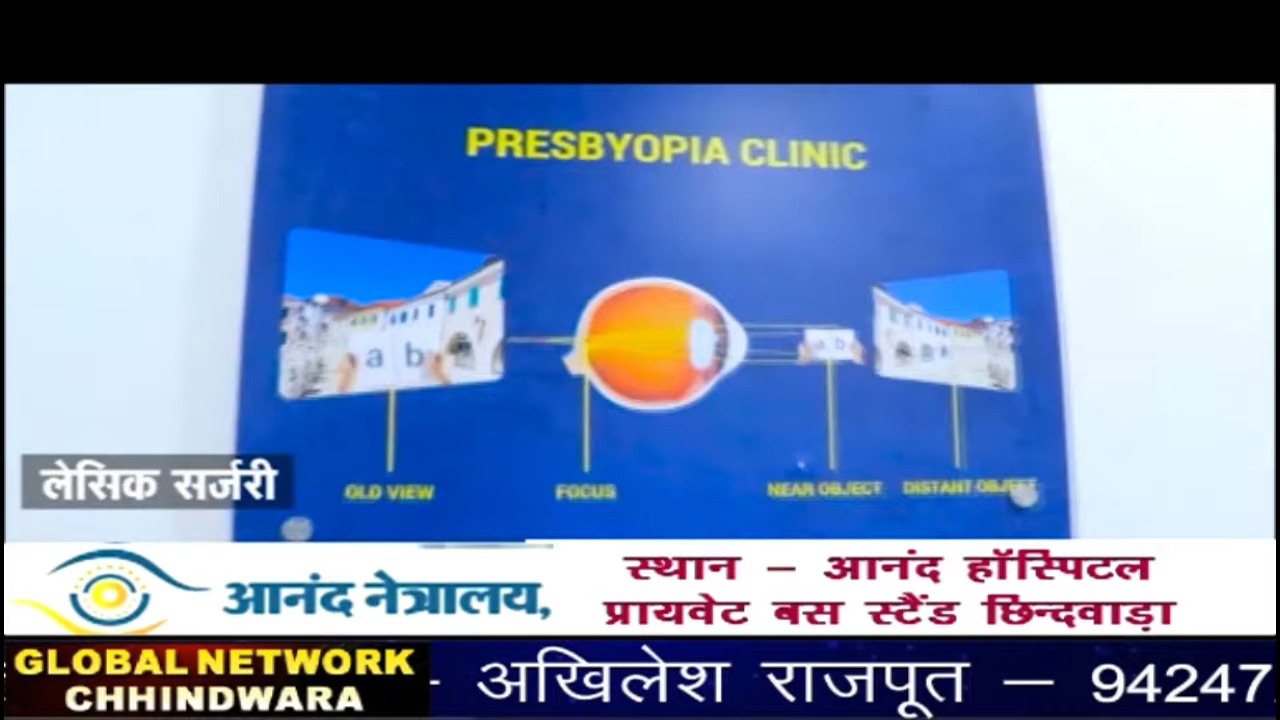 PRESBYOPIA CLINIC
a b
a b
OLD VIEW
FOCUS
NEAR OBJECT
DISTANT OBJECT
लेसिक सर्जरी
आनंद नेत्रालय,
स्थान – आनंद हॉस्पिटल
प्रायवेट बस स्टैंड छिन्दवाड़ा
GLOBAL NETWORK
CHHINDWARA
- अखिलेश राजपूत – 94247